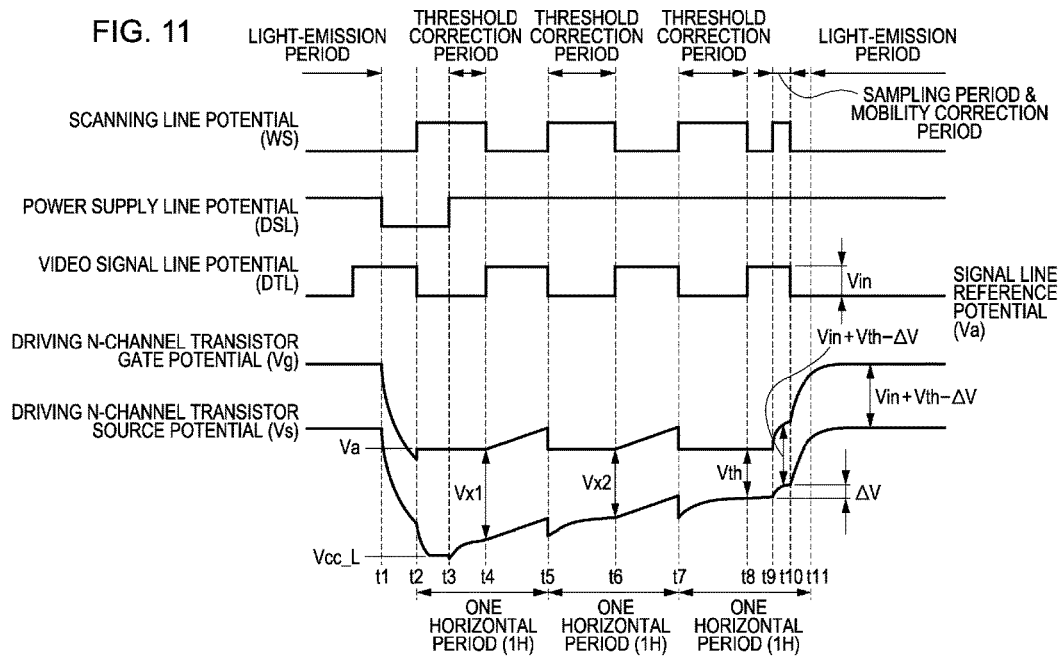 FIG. 11
LIGHT-EMISSION
PERIOD
THRESHOLD
CORRECTION
PERIOD
THRESHOLD
CORRECTION
PERIOD
THRESHOLD
CORRECTION
PERIOD
LIGHT-EMISSION
PERIOD
SAMPLING PERIOD &
MOBILITY CORRECTION
PERIOD
SCANNING LINE POTENTIAL
(WS)
POWER SUPPLY LINE POTENTIAL
(DSL)
VIDEO SIGNAL LINE POTENTIAL
(DTL)
Vin
SIGNAL LINE
REFERENCE
POTENTIAL
(Va)
Vin+Vth−ΔV
DRIVING N-CHANNEL TRANSISTOR
GATE POTENTIAL (Vg)
Vin+Vth−ΔV
DRIVING N-CHANNEL TRANSISTOR
SOURCE POTENTIAL (Vs)
Va
Vx1
Vx2
Vth
ΔV
Vcc_L
t1 t2 t3 t4 t5 t6 t7 t8 t9 t10 t11
ONE
HORIZONTAL
PERIOD (1H)
ONE
HORIZONTAL
PERIOD (1H)
ONE
HORIZONTAL
PERIOD (1H)